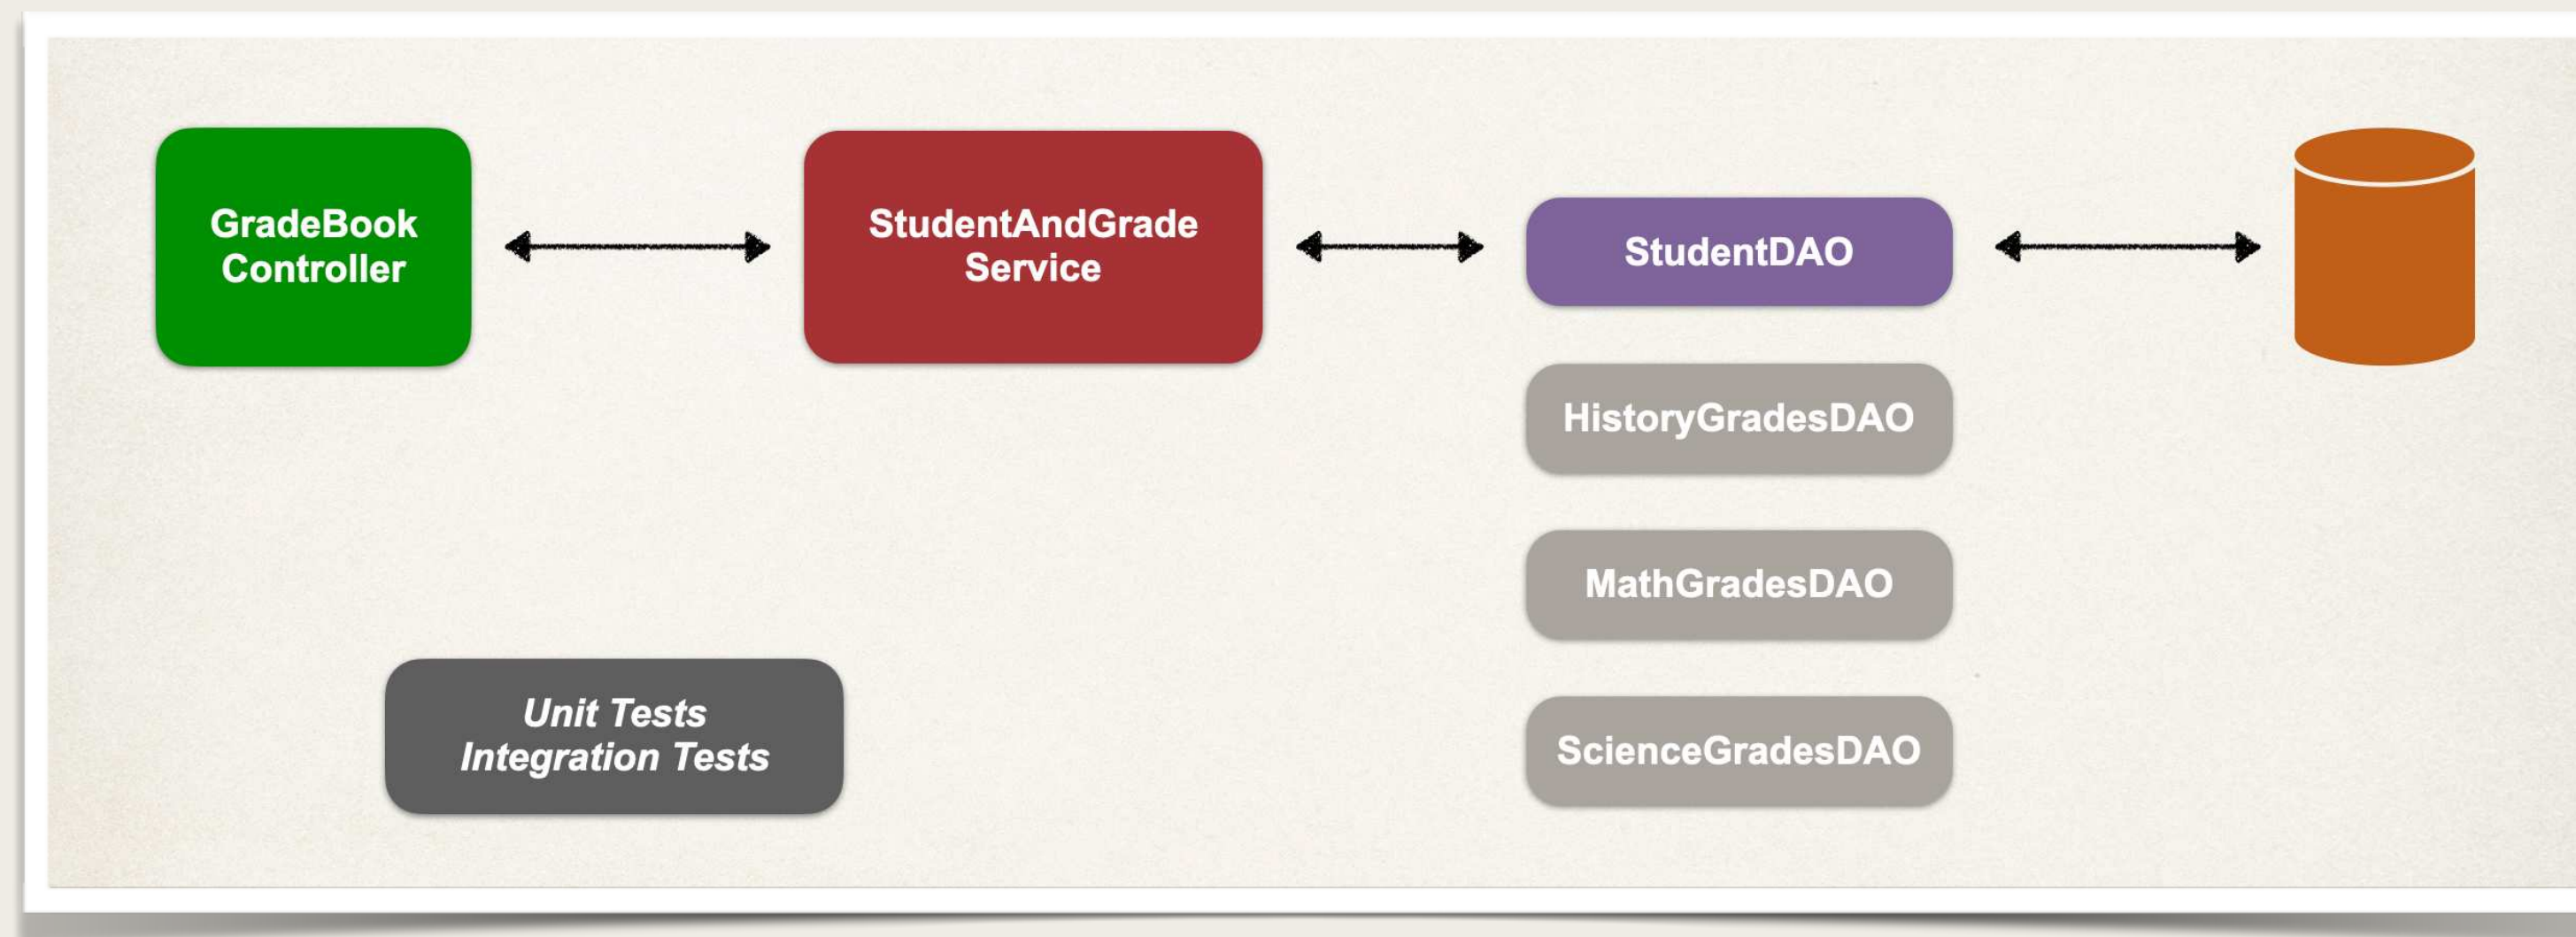 GradeBook
Controller
StudentAndGrade
Service
StudentDAO
HistoryGradesDAO
MathGradesDAO
ScienceGradesDAO
Unit Tests
Integration Tests